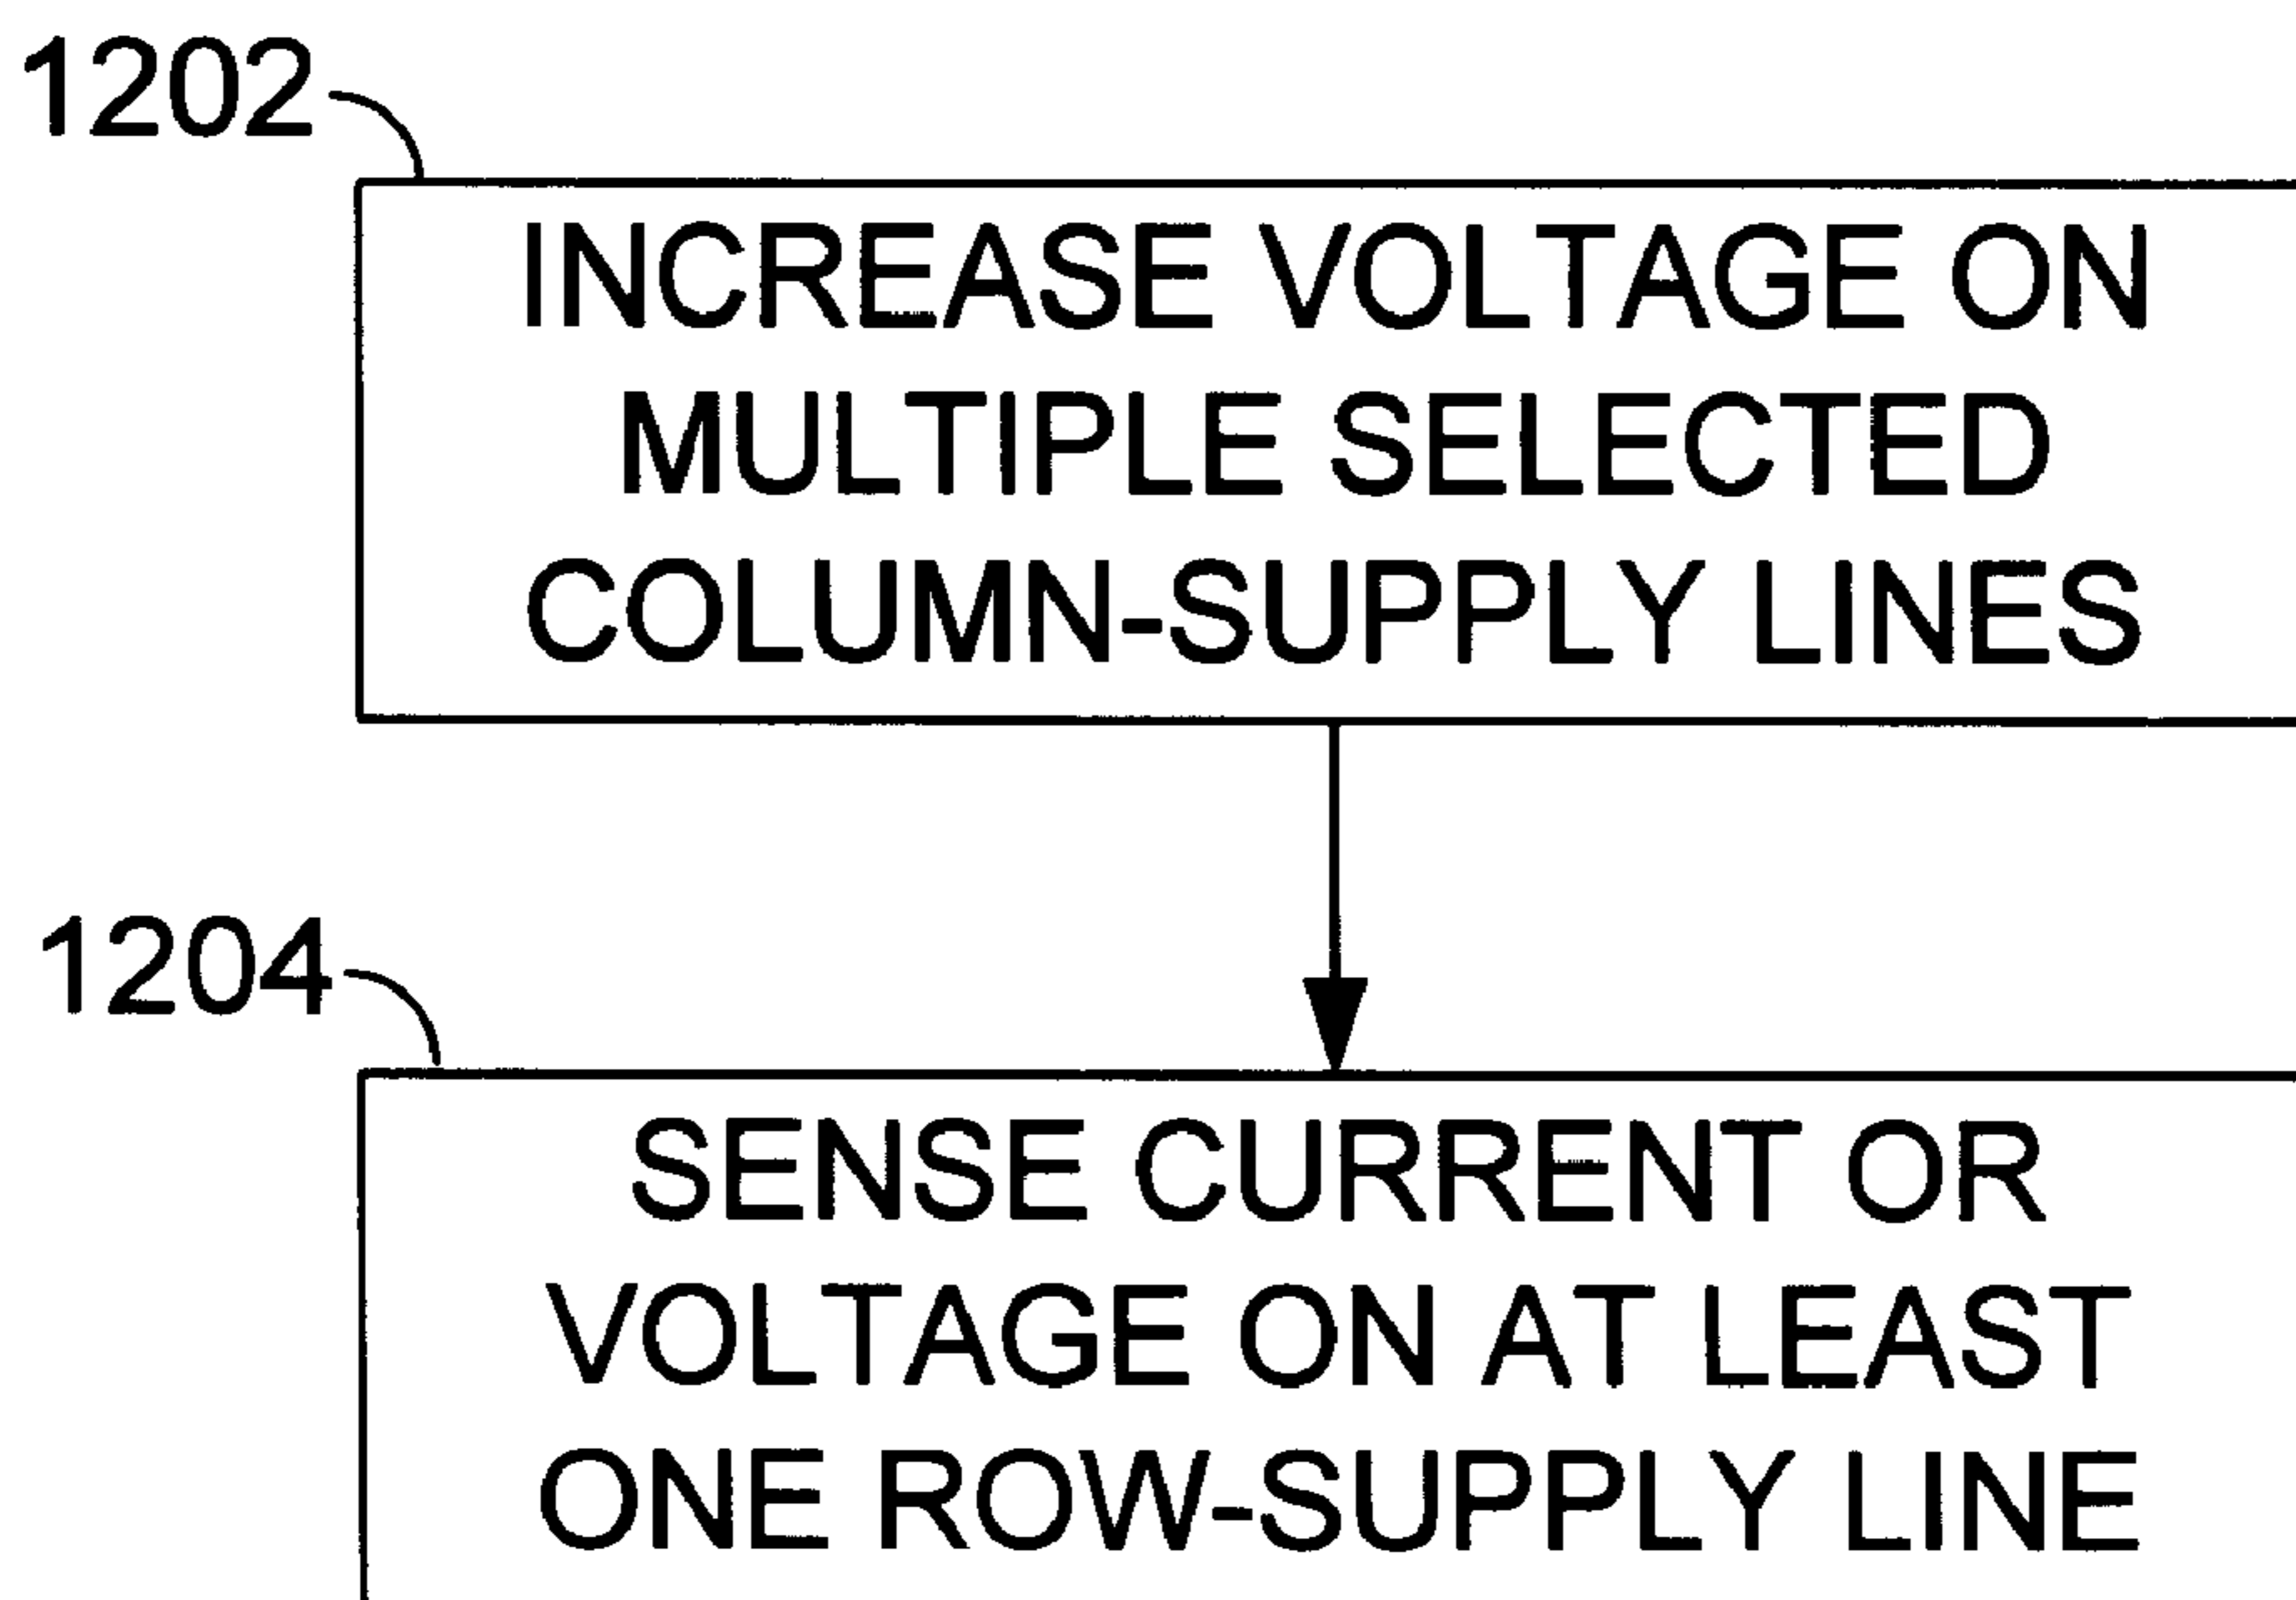 1202
INCREASE VOLTAGE ON
MULTIPLE SELECTED
COLUMN-SUPPLY LINES
1204
SENSE CURRENT OR
VOLTAGE ON AT LEAST
ONE ROW-SUPPLY LINE